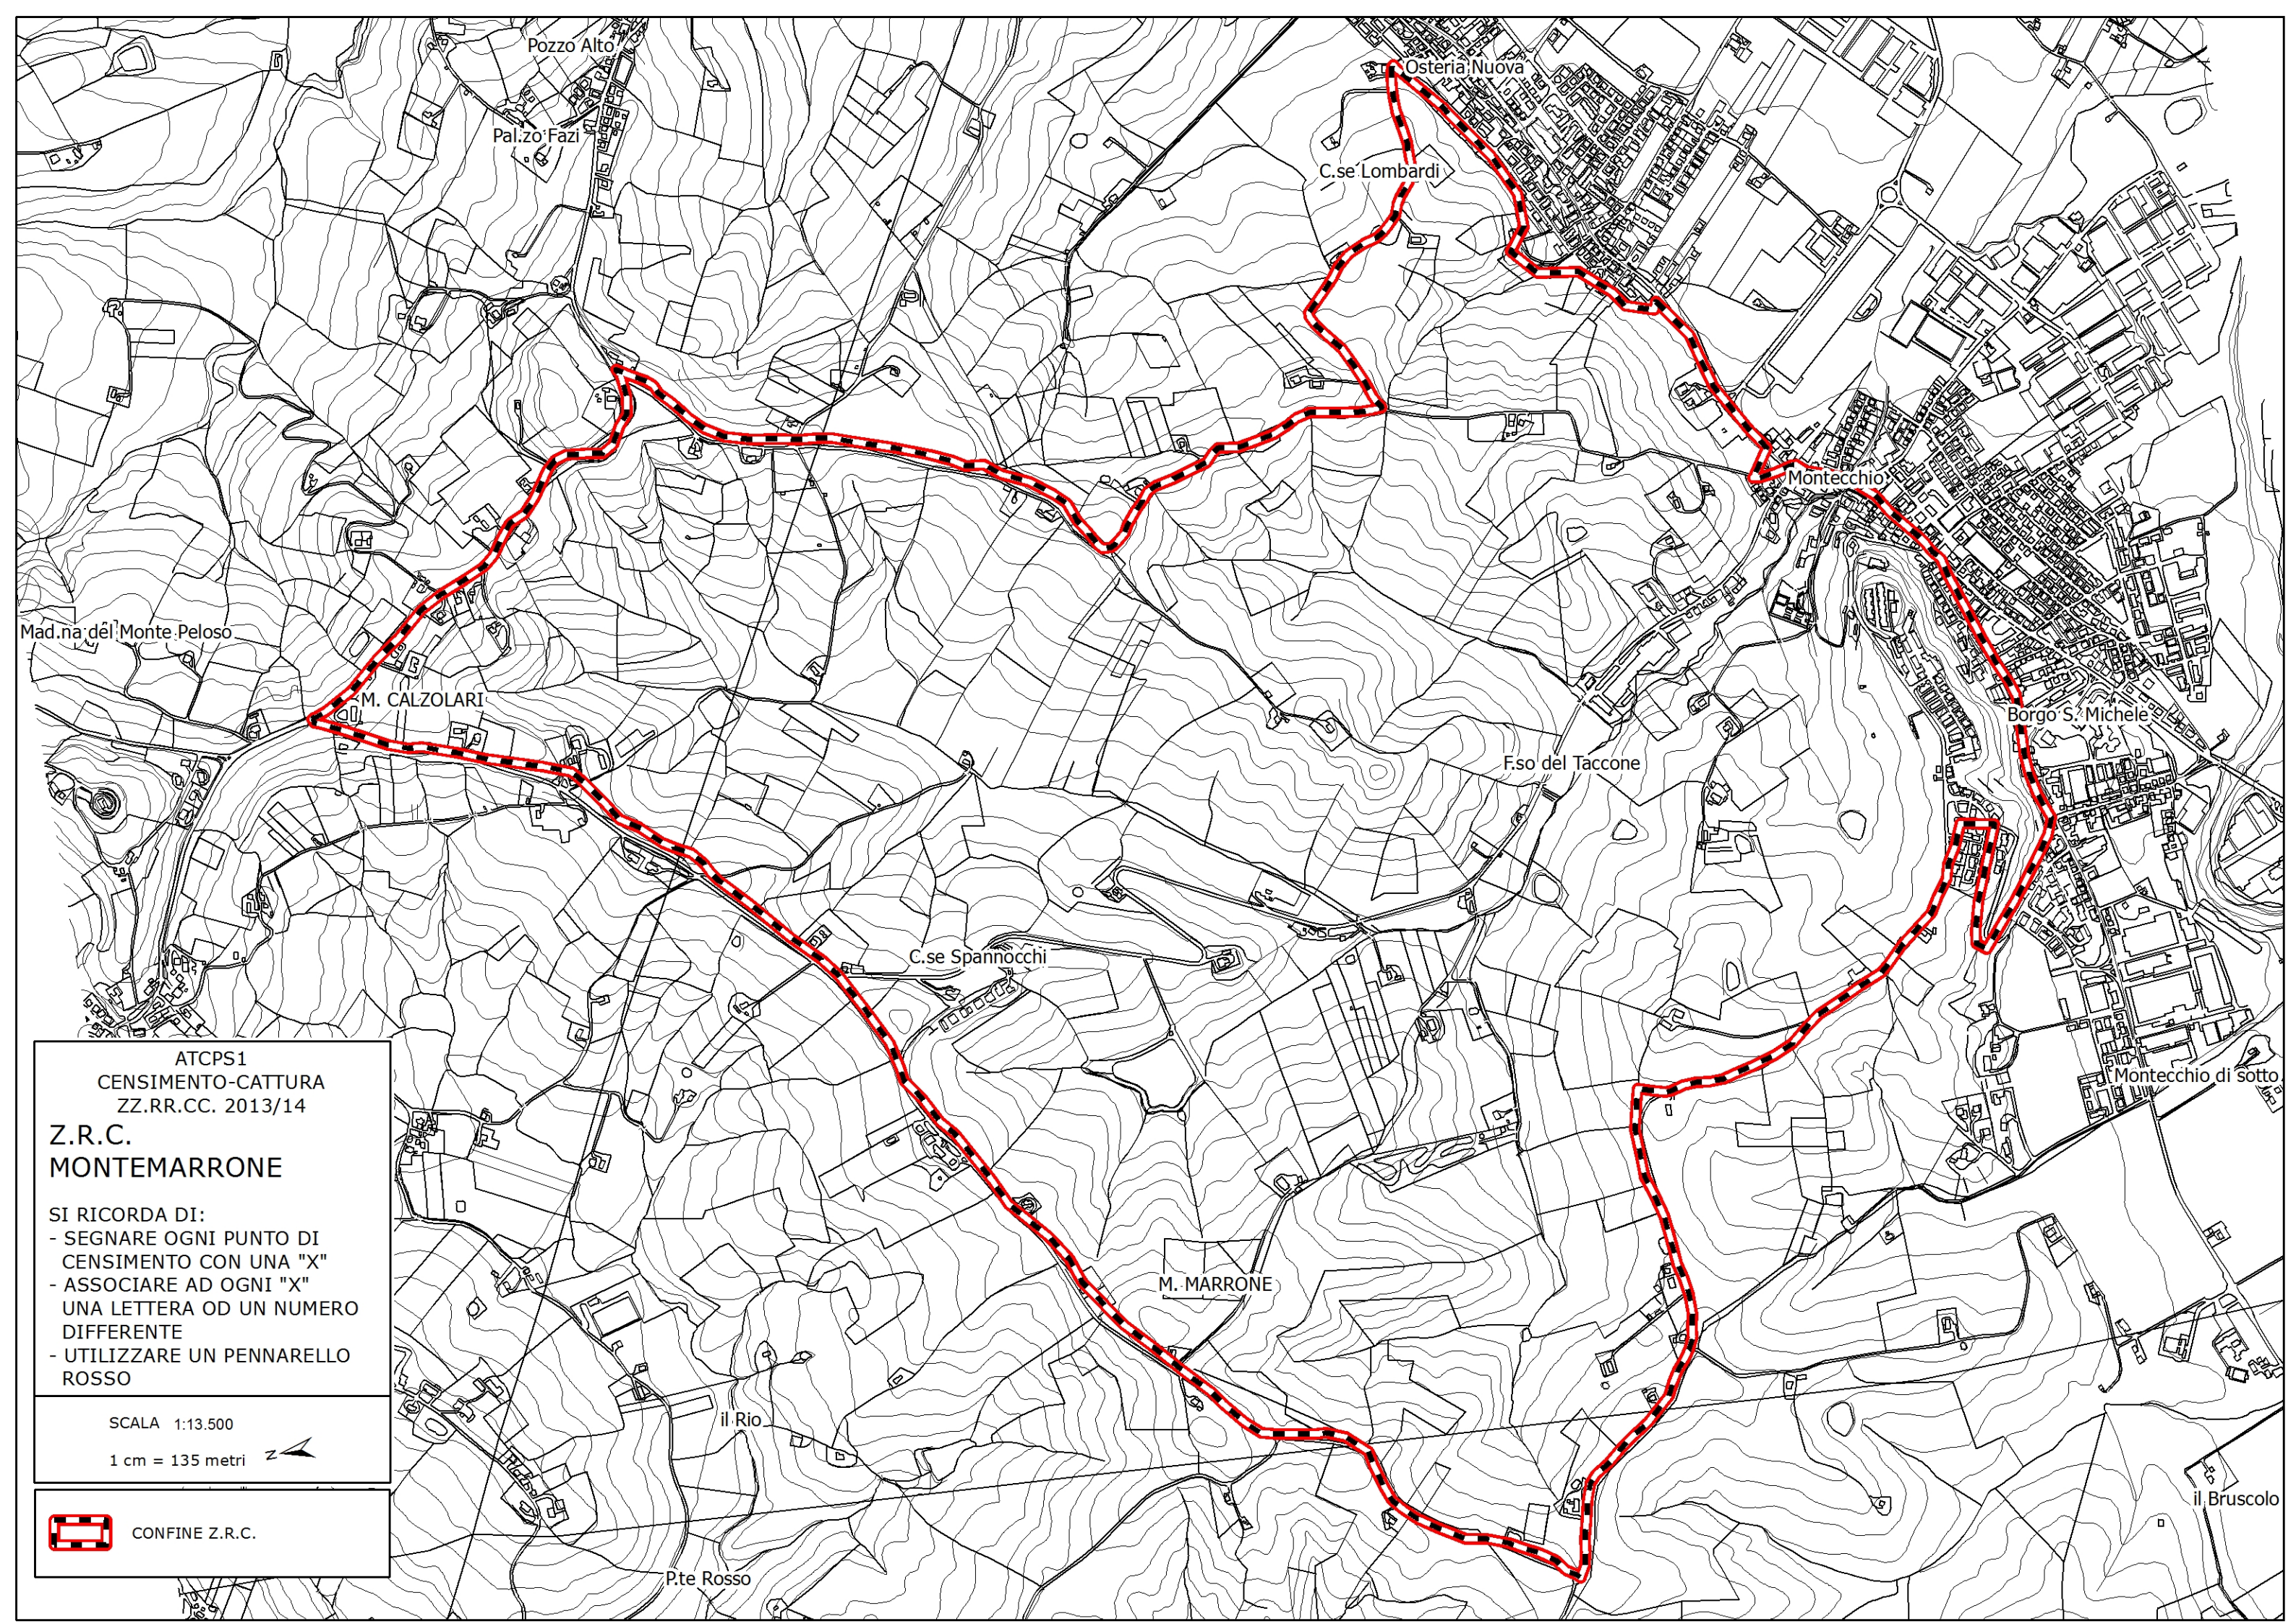 Pozzo Alto
Osteria Nuova
Pal.zo Fazi
C.se Lombardi
Montecchio
Mad.na del Monte Peloso
M. CALZOLARI
Borgo S. Michele
F.so del Taccone
C.se Spannocchi
Montecchio di sotto
M. MARRONE
il Rio
il Bruscolo
P.te Rosso
ATCPS1
CENSIMENTO-CATTURA
ZZ.RR.CC. 2013/14
Z.R.C.
MONTEMARRONE
SI RICORDA DI:
- SEGNARE OGNI PUNTO DI
CENSIMENTO CON UNA "X"
- ASSOCIARE AD OGNI "X"
UNA LETTERA OD UN NUMERO
DIFFERENTE
- UTILIZZARE UN PENNARELLO
ROSSO
SCALA 1:13.500
1 cm = 135 metri
N
CONFINE Z.R.C.